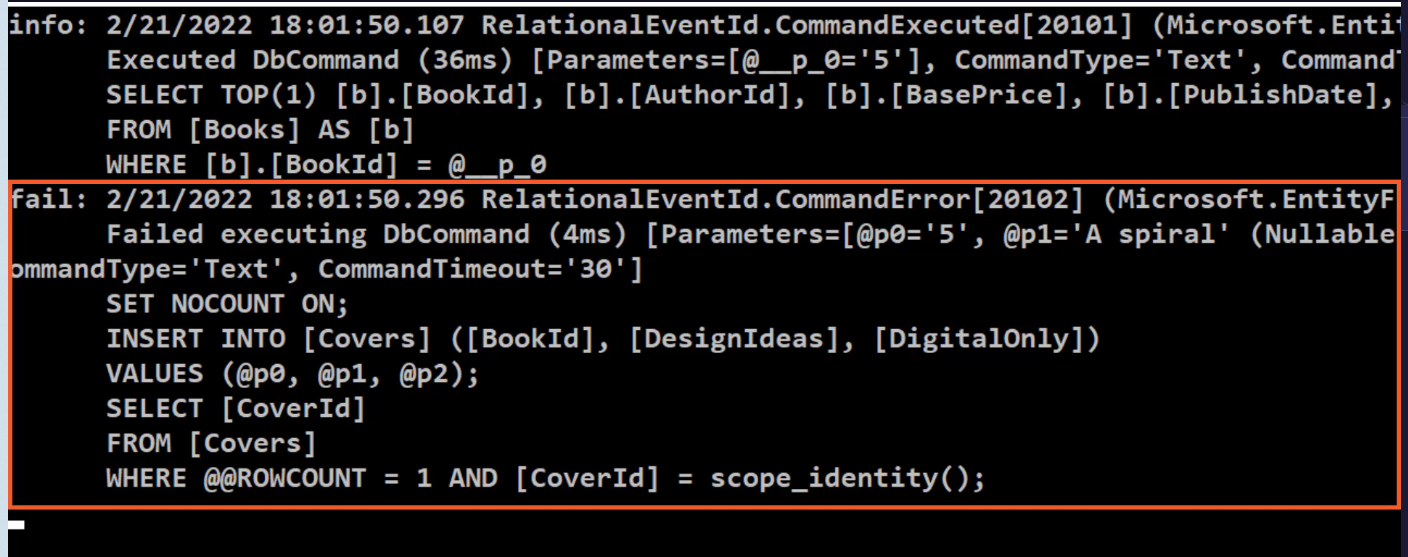 info: 2/21/2022 18:01:50.107 RelationalEventId.CommandExecuted[20101] (Microsoft.Enti
Executed DbCommand (36ms) [Parameters=[@__p_0='5'], CommandType='Text', Command
SELECT TOP(1) [b].[BookId], [b].[AuthorId], [b].[BasePrice], [b].[PublishDate],
FROM [Books] AS [b]
WHERE [b].[BookId] = @__p_0
fail: 2/21/2022 18:01:50.296 RelationalEventId.CommandError[20102] (Microsoft.EntityF
Failed executing DbCommand (4ms) [Parameters=[@p0='5', @p1='A spiral' (Nullable
ommandType='Text', CommandTimeout='30']
SET NOCOUNT ON;
INSERT INTO [Covers] ([BookId], [DesignIdeas], [DigitalOnly])
VALUES (@p0, @p1, @p2);
SELECT [CoverId]
FROM [Covers]
WHERE @@ROWCOUNT = 1 AND [CoverId] = scope_identity();